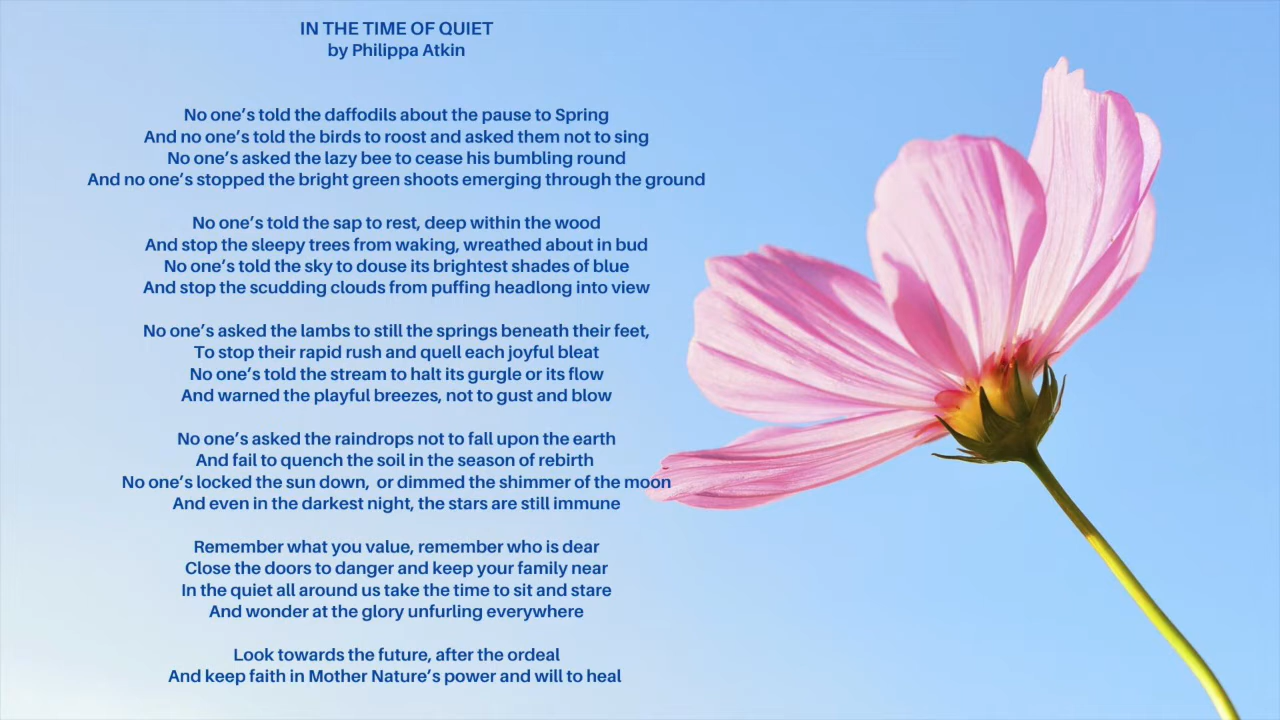 IN THE TIME OF QUIET
by Philippa Atkin
No one’s told the daffodils about the pause to Spring
And no one’s told the birds to roost and asked them not to sing
No one’s asked the lazy bee to cease his bumbling round
And no one’s stopped the bright green shoots emerging through the ground
No one’s told the sap to rest, deep within the wood
And stop the sleepy trees from waking, wreathed about in bud
No one’s told the sky to douse its brightest shades of blue
And stop the scudding clouds from puffing headlong into view
No one’s asked the lambs to still the springs beneath their feet,
To stop their rapid rush and quell each joyful bleat
No one’s told the stream to halt its gurgle or its flow
And warned the playful breezes, not to gust and blow
No one’s asked the raindrops not to fall upon the earth
And fail to quench the soil in the season of rebirth
No one’s locked the sun down,  or dimmed the shimmer of the moon
And even in the darkest night, the stars are still immune
Remember what you value, remember who is dear
Close the doors to danger and keep your family near
In the quiet all around us take the time to sit and stare
And wonder at the glory unfurling everywhere
Look towards the future, after the ordeal
And keep faith in Mother Nature’s power and will to heal